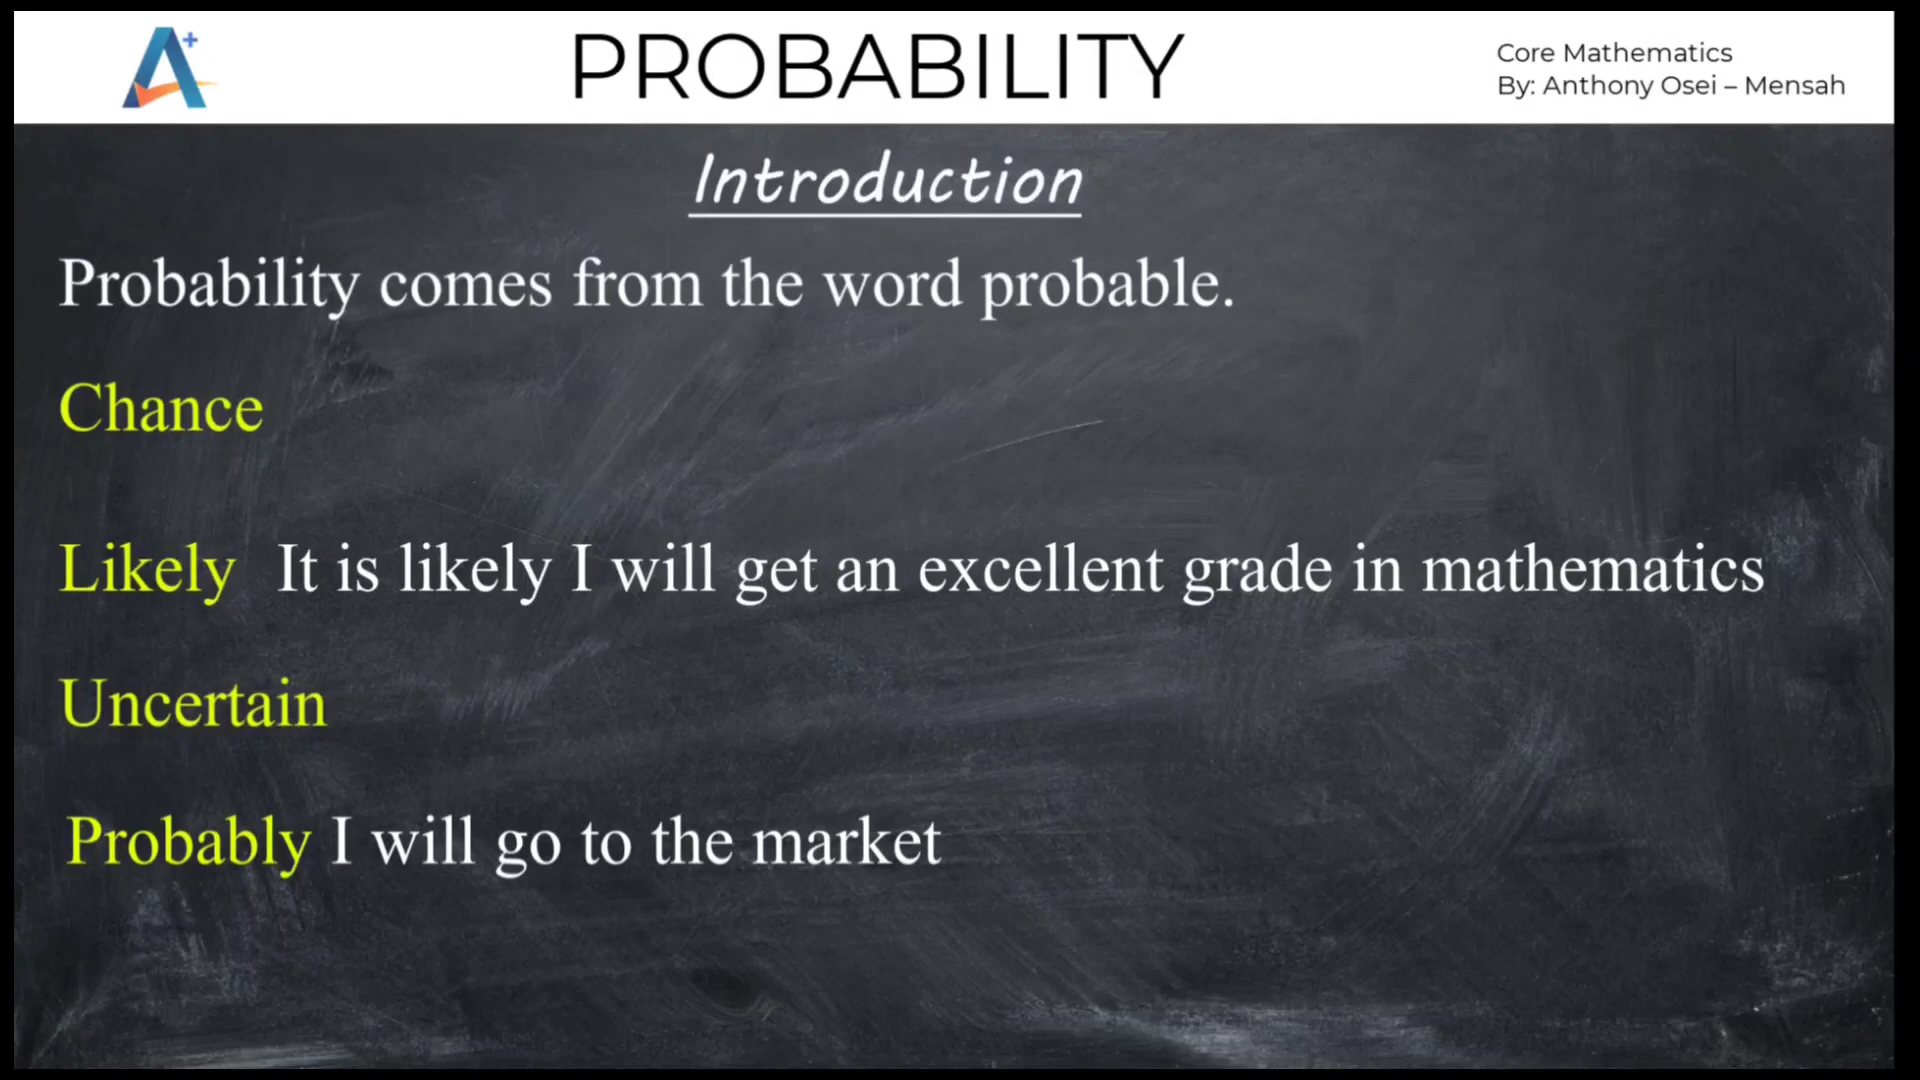 A+
PROBABILITY
Core Mathematics
By: Anthony Osei – Mensah
Introduction
Probability comes from the word probable.
Chance
Likely It is likely I will get an excellent grade in mathematics
Uncertain
Probably I will go to the market